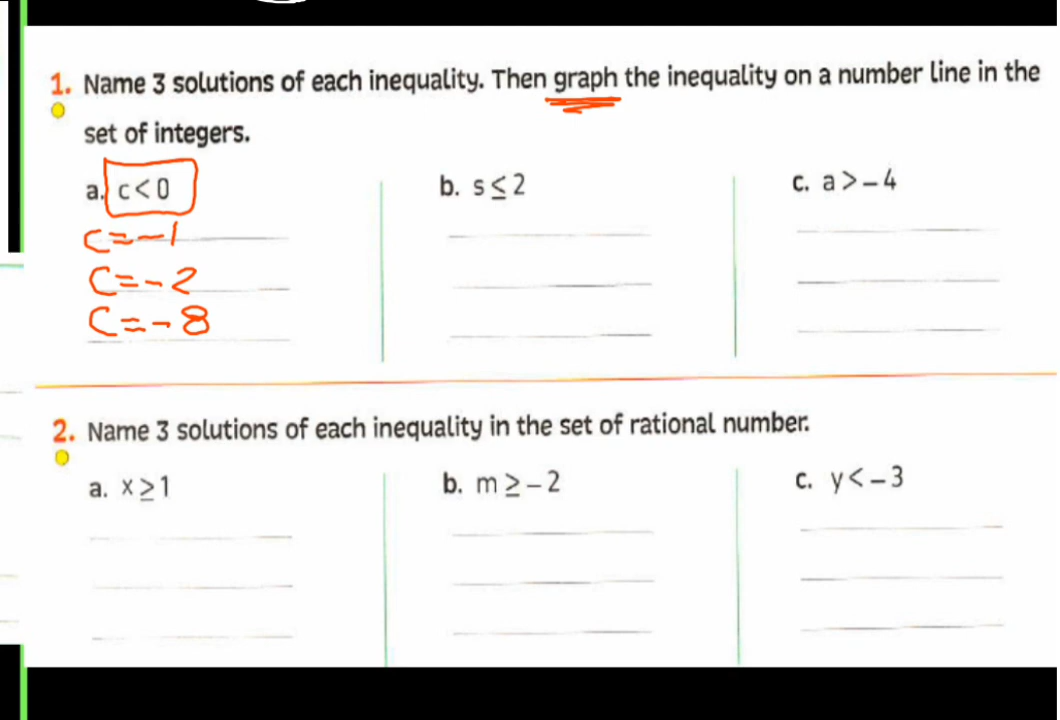 1. Name 3 solutions of each inequality. Then graph the inequality on a number line in the
set of integers.
a. c<0
b. s≤2
c. a>−4
c=-1
c=-2
c=-8
2. Name 3 solutions of each inequality in the set of rational number.
a. x≥1
b. m≥−2
c. y<−3